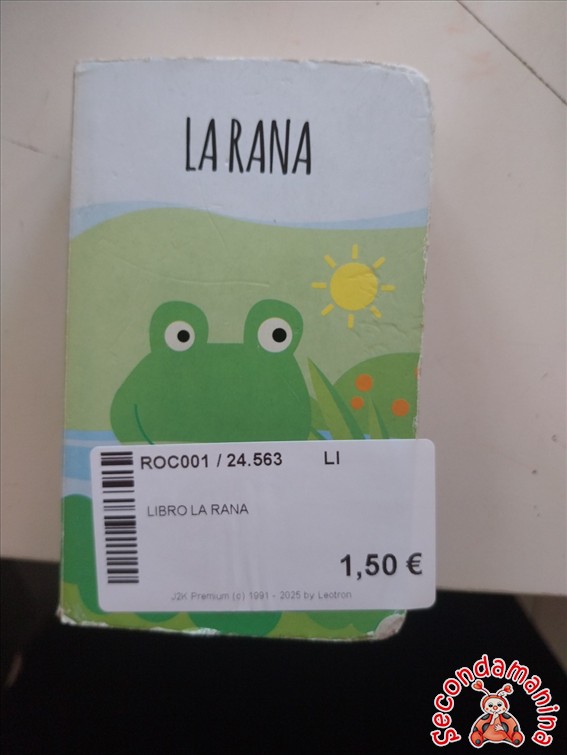 LA RANA
ROC001 / 24.563 LI
LIBRO LA RANA
1,50 €
J2K Premium (c) 1991 - 2025 by Leotron
Secondamanina